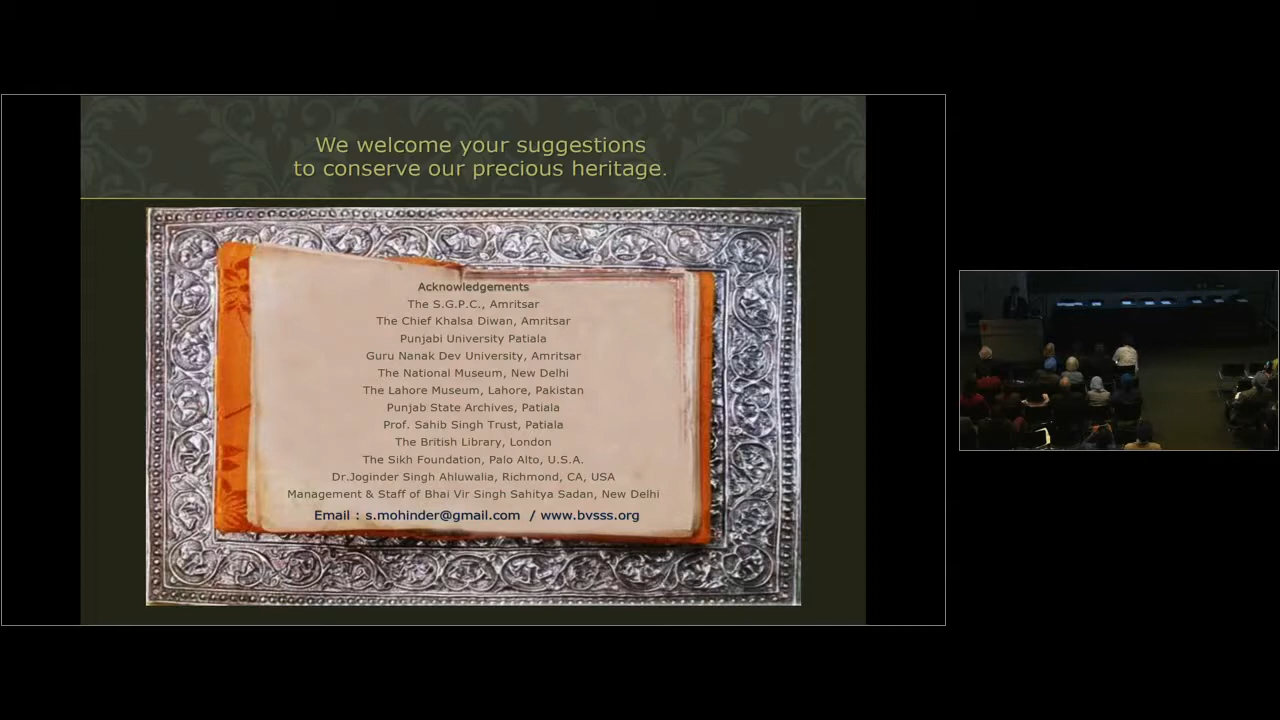 We welcome your suggestions
to conserve our precious heritage.
Acknowledgements
The S.G.P.C., Amritsar
The Chief Khalsa Diwan, Amritsar
Punjabi University Patiala
Guru Nanak Dev University, Amritsar
The National Museum, New Delhi
The Lahore Museum, Lahore, Pakistan
Punjab State Archives, Patiala
Prof. Sahib Singh Trust, Patiala
The British Library, London
The Sikh Foundation, Palo Alto, U.S.A.
Dr.Joginder Singh Ahluwalia, Richmond, CA, USA
Management & Staff of Bhai Vir Singh Sahitya Sadan, New Delhi
Email : s.mohinder@gmail.com / www.bvsss.org